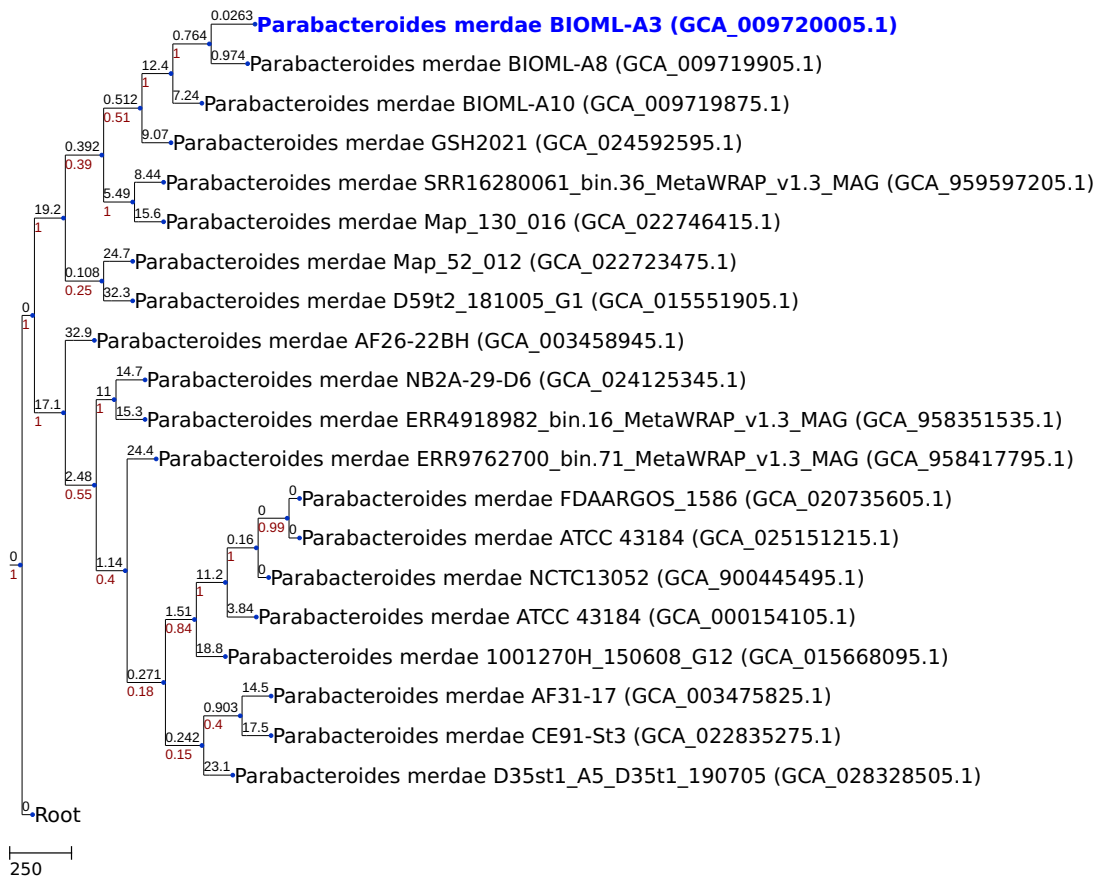 0.0263
Parabacteroides merdae BIOML-A3 (GCA_009720005.1)
0.764
1
0.974
Parabacteroides merdae BIOML-A8 (GCA_009719905.1)
12.4
1
7.24
Parabacteroides merdae BIOML-A10 (GCA_009719875.1)
0.512
0.51
9.07
Parabacteroides merdae GSH2021 (GCA_024592595.1)
0.392
0.39
8.44
Parabacteroides merdae SRR16280061_bin.36_MetaWRAP_v1.3_MAG (GCA_959597205.1)
5.49
1
15.6
Parabacteroides merdae Map_130_016 (GCA_022746415.1)
19.2
1
24.7
Parabacteroides merdae Map_52_012 (GCA_022723475.1)
0.108
0.25
32.3
Parabacteroides merdae D59t2_181005_G1 (GCA_015551905.1)
0
1
32.9
Parabacteroides merdae AF26-22BH (GCA_003458945.1)
14.7
Parabacteroides merdae NB2A-29-D6 (GCA_024125345.1)
11
1
15.3
Parabacteroides merdae ERR4918982_bin.16_MetaWRAP_v1.3_MAG (GCA_958351535.1)
17.1
1
24.4
Parabacteroides merdae ERR9762700_bin.71_MetaWRAP_v1.3_MAG (GCA_958417795.1)
2.48
0.55
0
Parabacteroides merdae FDAARGOS_1586 (GCA_020735605.1)
0
0.99
0
Parabacteroides merdae ATCC 43184 (GCA_025151215.1)
0.16
1
0
Parabacteroides merdae NCTC13052 (GCA_900445495.1)
0
1
1.14
0.4
11.2
1
3.84
Parabacteroides merdae ATCC 43184 (GCA_000154105.1)
1.51
0.84
18.8
Parabacteroides merdae 1001270H_150608_G12 (GCA_015668095.1)
0.271
0.18
14.5
Parabacteroides merdae AF31-17 (GCA_003475825.1)
0.903
0.4
17.5
Parabacteroides merdae CE91-St3 (GCA_022835275.1)
0.242
0.15
23.1
Parabacteroides merdae D35st1_A5_D35t1_190705 (GCA_028328505.1)
0
Root
250